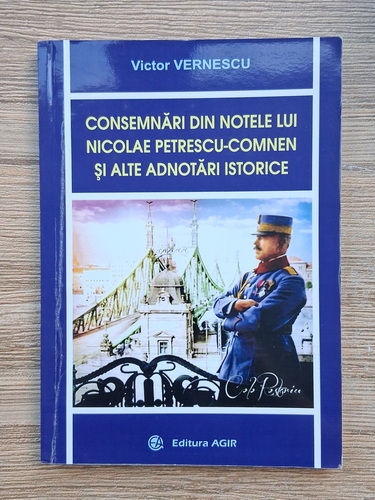 Victor VERNESCU
CONSEMNĂRI DIN NOTELE LUI
NICOLAE PETRESCU-COMNEN
ŞI ALTE ADNOTĂRI ISTORICE
Editura AGIR